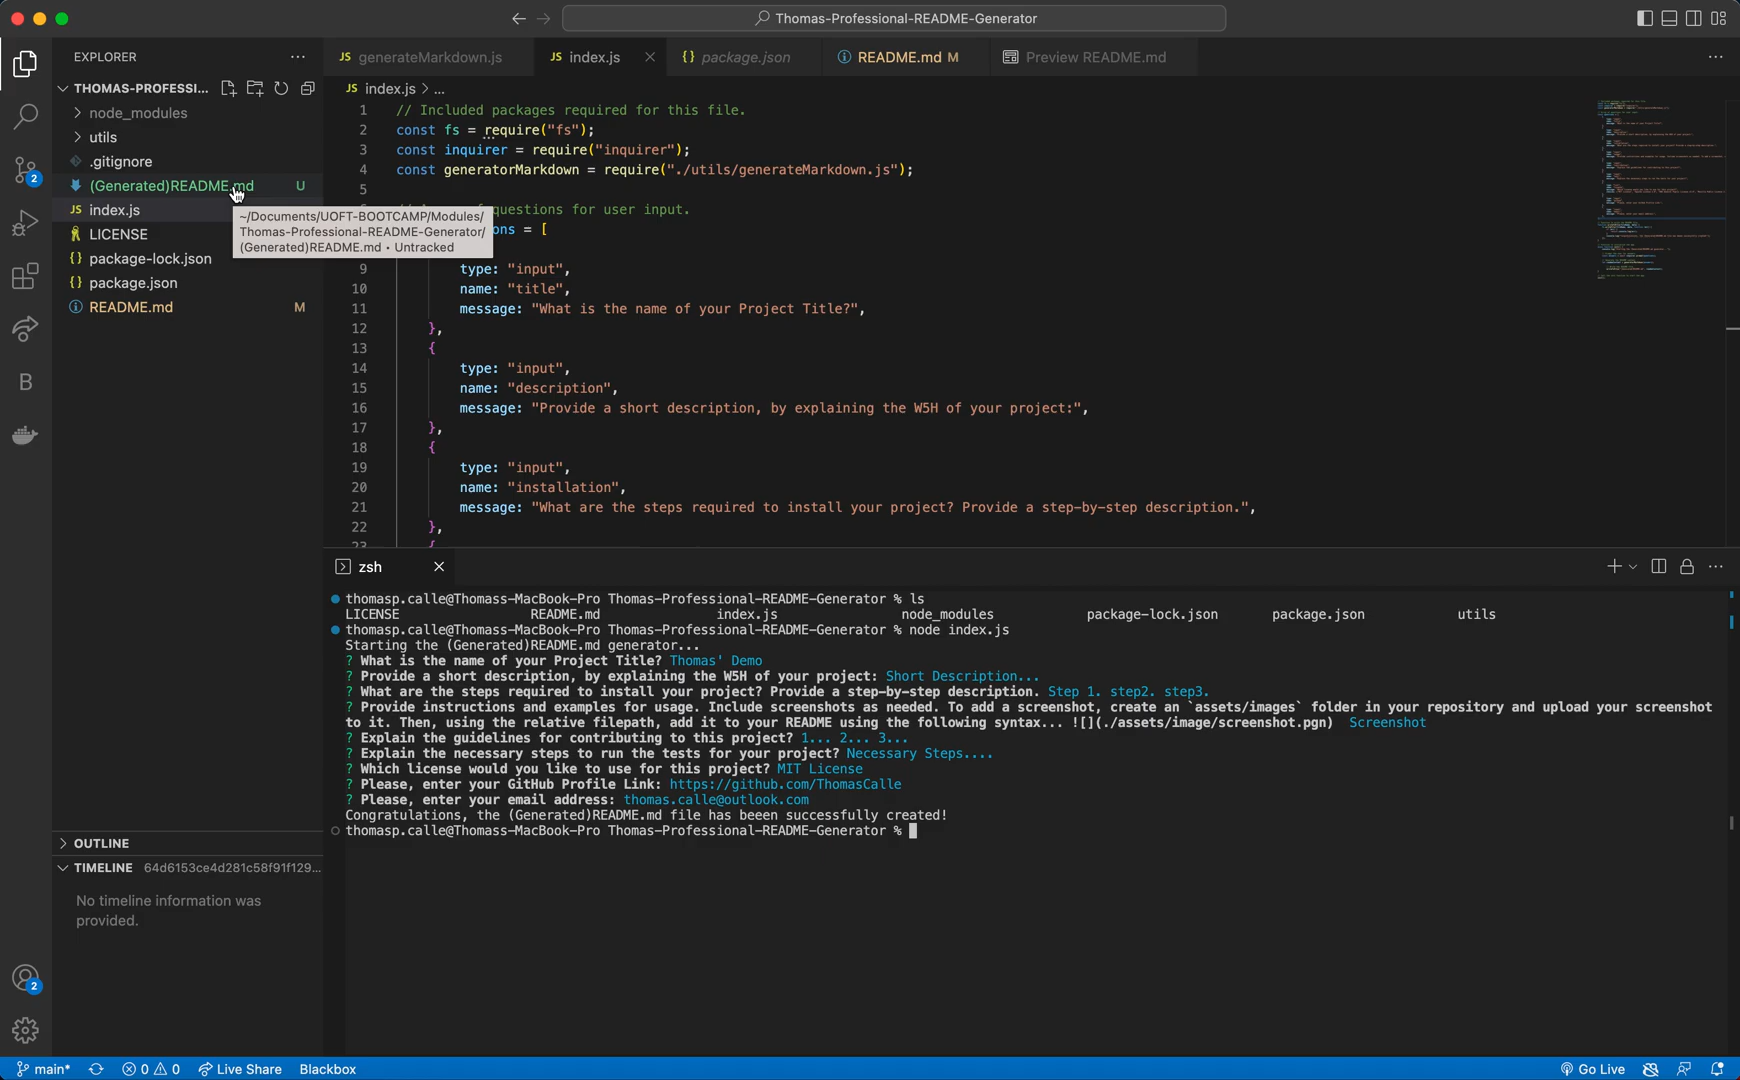 Thomas-Professional-README-Generator
EXPLORER
THOMAS-PROFESSI...
node_modules
utils
.gitignore
(Generated)README.md U
index.js
LICENSE
package-lock.json
package.json
README.md M
~/Documents/UOFT-BOOTCAMP/Modules/
Thomas-Professional-README-Generator/
(Generated)README.md • Untracked
OUTLINE
TIMELINE 64d6153ce4d281c58f91f129...
No timeline information was
provided.
JS generateMarkdown.js
JS index.js
{} package.json
README.md M
Preview README.md
JS index.js > ...
1 // Included packages required for this file.
2 const fs = require("fs");
3 const inquirer = require("inquirer");
4 const generatorMarkdown = require("./utils/generateMarkdown.js");
5
questions for user input.
ons = [
9 type: "input",
10 name: "title",
11 message: "What is the name of your Project Title?",
12 },
13 {
14 type: "input",
15 name: "description",
16 message: "Provide a short description, by explaining the W5H of your project:",
17 },
18 {
19 type: "input",
20 name: "installation",
21 message: "What are the steps required to install your project? Provide a step-by-step description.",
22 },
23 {
zsh
thomasp.calle@Thomass-MacBook-Pro Thomas-Professional-README-Generator % ls
LICENSE README.md index.js node_modules package-lock.json package.json utils
thomasp.calle@Thomass-MacBook-Pro Thomas-Professional-README-Generator % node index.js
Starting the (Generated)README.md generator...
? What is the name of your Project Title? Thomas' Demo
? Provide a short description, by explaining the W5H of your project: Short Description...
? What are the steps required to install your project? Provide a step-by-step description. Step 1. step2. step3.
? Provide instructions and examples for usage. Include screenshots as needed. To add a screenshot, create an `assets/images` folder in your repository and upload your screenshot
to it. Then, using the relative filepath, add it to your README using the following syntax... ![](./assets/image/screenshot.pgn) Screenshot
? Explain the guidelines for contributing to this project? 1... 2... 3...
? Explain the necessary steps to run the tests for your project? Necessary Steps....
? Which license would you like to use for this project? MIT License
? Please, enter your GitHub Profile Link: https://github.com/ThomasCalle
? Please, enter your email address: thomas.calle@outlook.com
Congratulations, the (Generated)README.md file has beeen successfully created!
thomasp.calle@Thomass-MacBook-Pro Thomas-Professional-README-Generator %
2
B
2
main* 0 0 Live Share Blackbox
Go Live